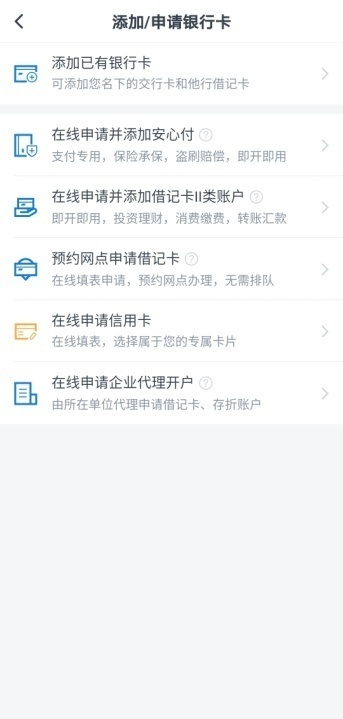 添加/申请银行卡
添加已有银行卡
可添加您名下的交行卡和他行借记卡
在线申请并添加安心付
支付专用，保险承保，盗刷赔偿，即开即用
在线申请并添加借记卡II类账户
即开即用，投资理财，消费缴费，转账汇款
预约网点申请借记卡
在线填表申请，预约网点办理，无需排队
在线申请信用卡
在线填表，选择属于您的专属卡片
在线申请企业代理开户
由所在单位代理申请借记卡、存折账户